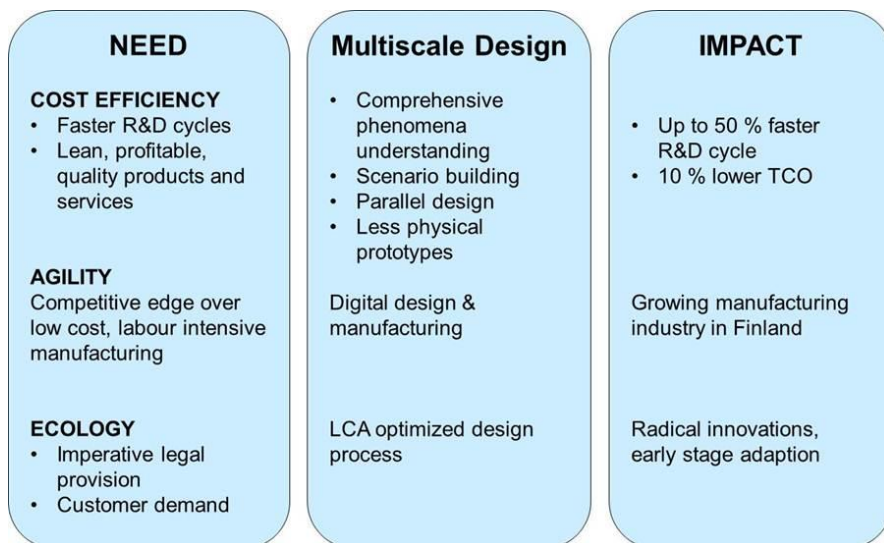 NEED
COST EFFICIENCY
• Faster R&D cycles
• Lean, profitable,
quality products and
services
AGILITY
Competitive edge over
low cost, labour intensive
manufacturing
ECOLOGY
• Imperative legal
provision
• Customer demand
Multiscale Design
• Comprehensive
phenomena
understanding
• Scenario building
• Parallel design
• Less physical
prototypes
Digital design &
manufacturing
LCA optimized design
process
IMPACT
• Up to 50 % faster
R&D cycle
• 10 % lower TCO
Growing manufacturing
industry in Finland
Radical innovations,
early stage adaption